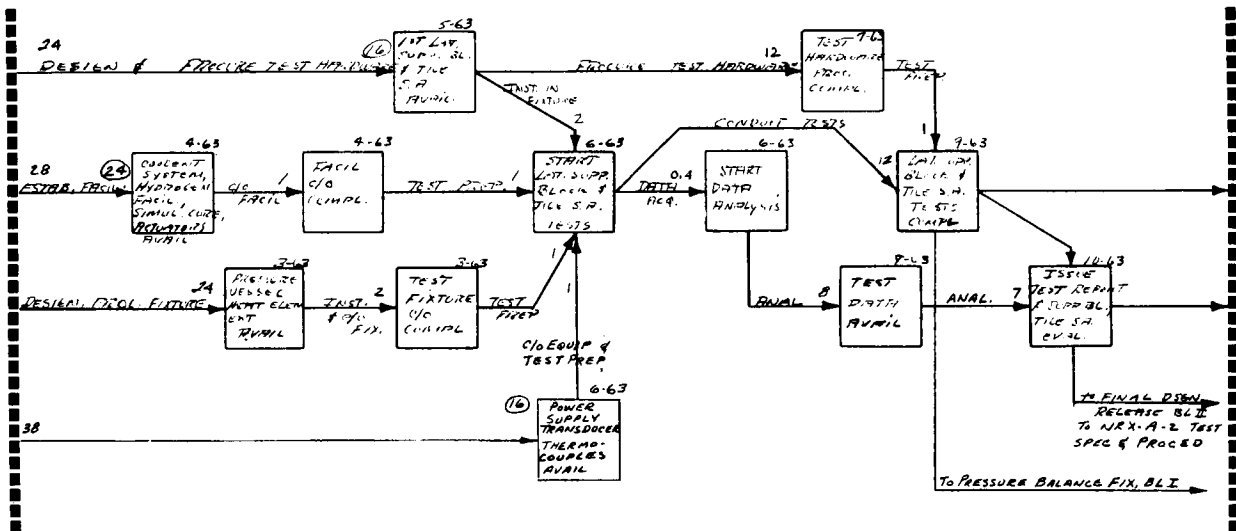 24
DESIGN &
PROCURE TEST HARDWARE
5-63
16
1ST LAT.
SUPP. BL.
& TILE
S.A.
AVAIL.
12
PROCURE TEST HARDWARE
7-63
TEST
HARDWARE
PROC.
COMPL.
TEST
PREP
INST. IN
FIXTURE
2
CONDUIT TESTS
1
28
ESTAB. FACIL.
4-63
24
COOLENT
SYSTEM,
HYDROGEN
FACIL,
SIMUL. CORE,
ACTUATORS
AVAIL
C/O
FACIL
1
4-63
FACIL
C/O
COMPL.
TEST PREP.
1
6-63
START
LAT. SUPP.
BLOCK &
TILE S.A.
TESTS
DATA
ACQ.
0.4
6-63
START
DATA
ANALYSIS
12
9-63
LAT. SUPP.
BLOCK &
TILE S.A.
TESTS
COMPL
DESIGN, PROC. FIXTURE
24
3-63
PRESSURE
VESSEL
AVAIL
INST.
& C/O
FIX.
2
3-63
TEST
FIXTURE
C/O
COMPL
TEST
PREP
1
1
ANAL
8
TEST
DATA
AVAIL
ANAL.
7
10-63
ISSUE
TEST REPORT
& SUPP BL,
TILE S.A.
EVAL.
C/O EQUIP &
TEST PREP
38
16
6-63
POWER
SUPPLY
TRANSDUCER
THERMO-
COUPLES
AVAIL
TO FINAL DSGN
RELEASE BL II
TO NRX-A-2 TEST
SPEC & PROCED
TO PRESSURE BALANCE FIX, BL I